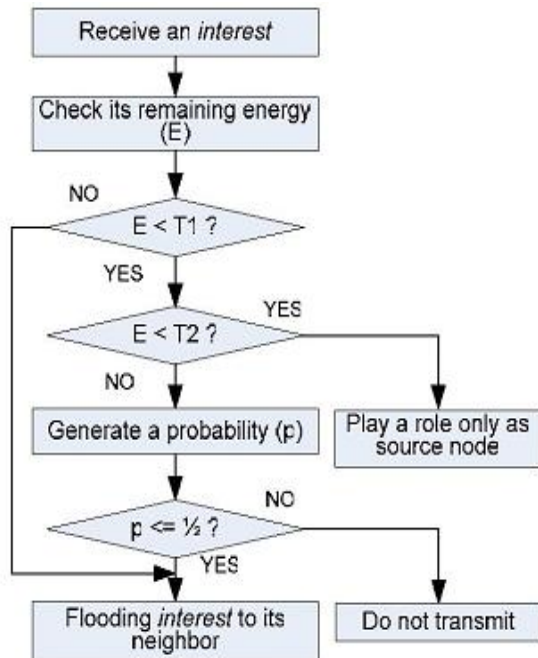 Receive an interest
Check its remaining energy
(E)
NO
E < T1 ?
YES
YES
E < T2 ?
NO
Generate a probability (p)
Play a role only as
source node
NO
p <= ½ ?
YES
Flooding interest to its
neighbor
Do not transmit